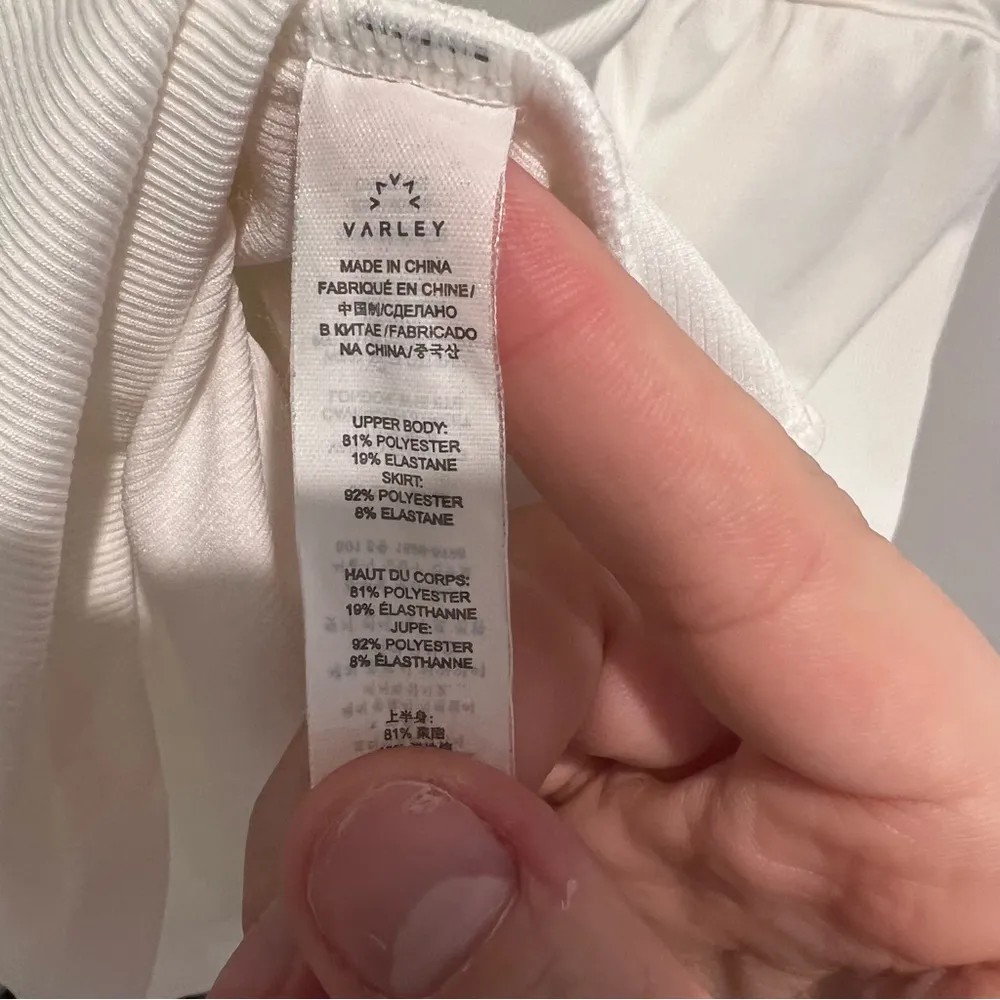 VARLEY
MADE IN CHINA
FABRIQUÉ EN CHINE/
中国制/СДЕЛАНО
В КИТАЕ/FABRICADO
NA CHINA/중국산
UPPER BODY:
81% POLYESTER
19% ELASTANE
SKIRT:
92% POLYESTER
8% ELASTANE
HAUT DU CORPS:
81% POLYESTER
19% ÉLASTHANNE
JUPE:
92% POLYESTER
8% ÉLASTHANNE
上半身:
81%